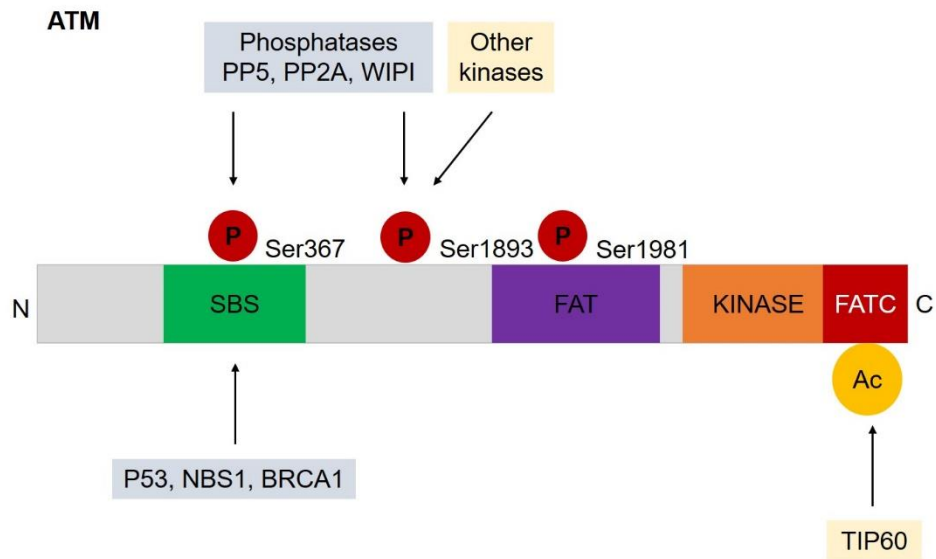 ATM
Phosphatases
PP5, PP2A, WIPI
Other
kinases
P
Ser367
P
Ser1893
P
Ser1981
N
SBS
FAT
KINASE
FATC
C
Ac
P53, NBS1, BRCA1
TIP60